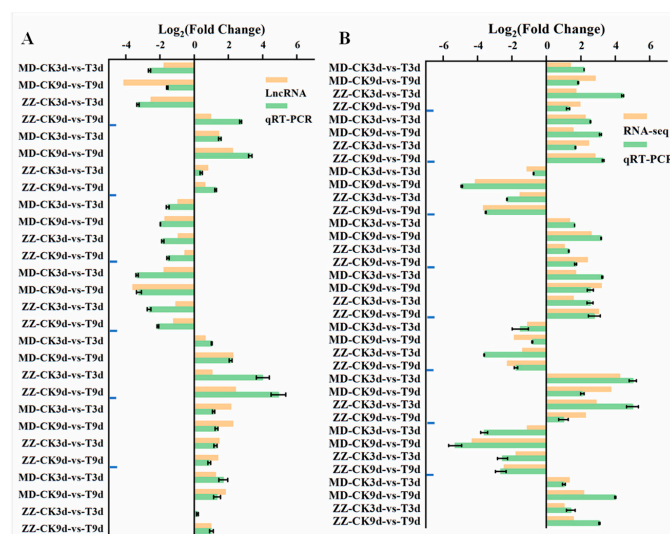 A
Log₂(Fold Change)
-4 -2 0 2 4 6
MD-CK3d-vs-T3d
MD-CK9d-vs-T9d
ZZ-CK3d-vs-T3d
ZZ-CK9d-vs-T9d
MD-CK3d-vs-T3d
MD-CK9d-vs-T9d
ZZ-CK3d-vs-T3d
ZZ-CK9d-vs-T9d
MD-CK3d-vs-T3d
MD-CK9d-vs-T9d
ZZ-CK3d-vs-T3d
ZZ-CK9d-vs-T9d
MD-CK3d-vs-T3d
MD-CK9d-vs-T9d
ZZ-CK3d-vs-T3d
ZZ-CK9d-vs-T9d
MD-CK3d-vs-T3d
MD-CK9d-vs-T9d
ZZ-CK3d-vs-T3d
ZZ-CK9d-vs-T9d
MD-CK3d-vs-T3d
MD-CK9d-vs-T9d
ZZ-CK3d-vs-T3d
ZZ-CK9d-vs-T9d
MD-CK3d-vs-T3d
MD-CK9d-vs-T9d
ZZ-CK3d-vs-T3d
ZZ-CK9d-vs-T9d
LncRNA
qRT-PCR
B
Log₂(Fold Change)
-6 -4 -2 0 2 4 6
MD-CK3d-vs-T3d
MD-CK9d-vs-T9d
ZZ-CK3d-vs-T3d
ZZ-CK9d-vs-T9d
MD-CK3d-vs-T3d
MD-CK9d-vs-T9d
ZZ-CK3d-vs-T3d
ZZ-CK9d-vs-T9d
MD-CK3d-vs-T3d
MD-CK9d-vs-T9d
ZZ-CK3d-vs-T3d
ZZ-CK9d-vs-T9d
MD-CK3d-vs-T3d
MD-CK9d-vs-T9d
ZZ-CK3d-vs-T3d
ZZ-CK9d-vs-T9d
MD-CK3d-vs-T3d
MD-CK9d-vs-T9d
ZZ-CK3d-vs-T3d
ZZ-CK9d-vs-T9d
MD-CK3d-vs-T3d
MD-CK9d-vs-T9d
ZZ-CK3d-vs-T3d
ZZ-CK9d-vs-T9d
MD-CK3d-vs-T3d
MD-CK9d-vs-T9d
ZZ-CK3d-vs-T3d
ZZ-CK9d-vs-T9d
MD-CK3d-vs-T3d
MD-CK9d-vs-T9d
ZZ-CK3d-vs-T3d
ZZ-CK9d-vs-T9d
MD-CK3d-vs-T3d
MD-CK9d-vs-T9d
ZZ-CK3d-vs-T3d
ZZ-CK9d-vs-T9d
RNA-seq
qRT-PCR